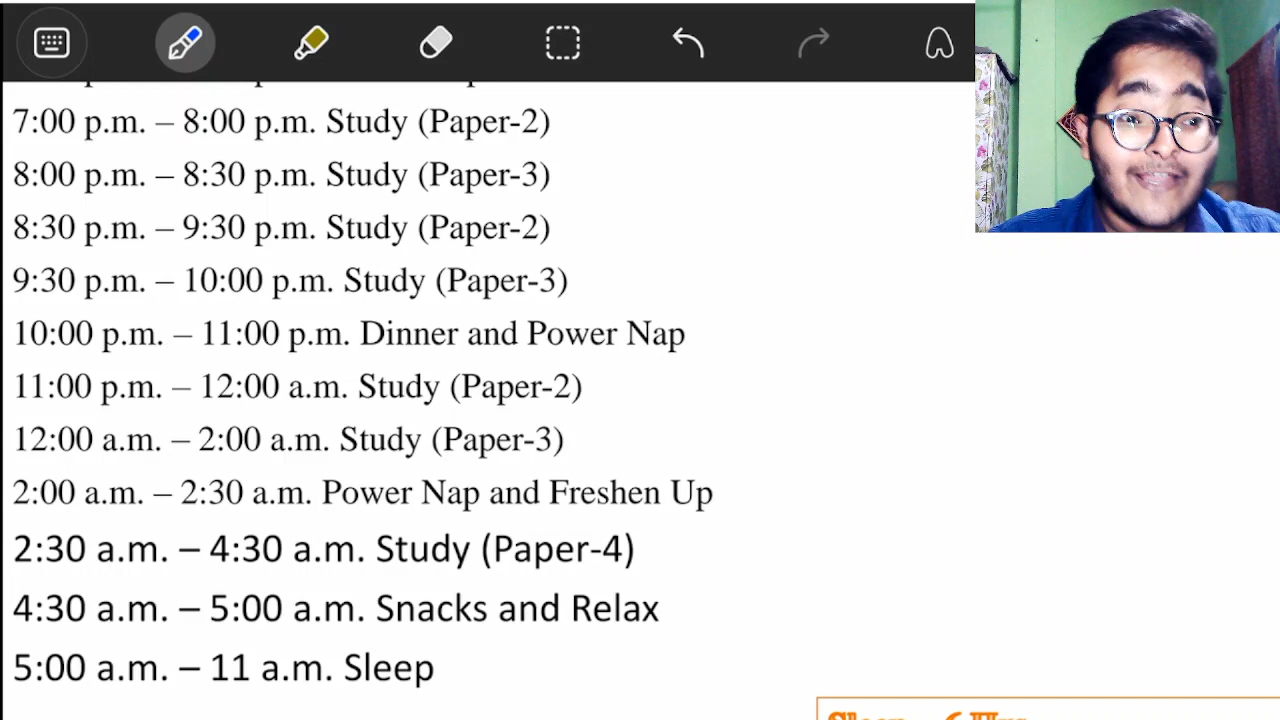 7:00 p.m. – 8:00 p.m. Study (Paper-2)
8:00 p.m. – 8:30 p.m. Study (Paper-3)
8:30 p.m. – 9:30 p.m. Study (Paper-2)
9:30 p.m. – 10:00 p.m. Study (Paper-3)
10:00 p.m. – 11:00 p.m. Dinner and Power Nap
11:00 p.m. – 12:00 a.m. Study (Paper-2)
12:00 a.m. – 2:00 a.m. Study (Paper-3)
2:00 a.m. – 2:30 a.m. Power Nap and Freshen Up
2:30 a.m. – 4:30 a.m. Study (Paper-4)
4:30 a.m. – 5:00 a.m. Snacks and Relax
5:00 a.m. – 11 a.m. Sleep